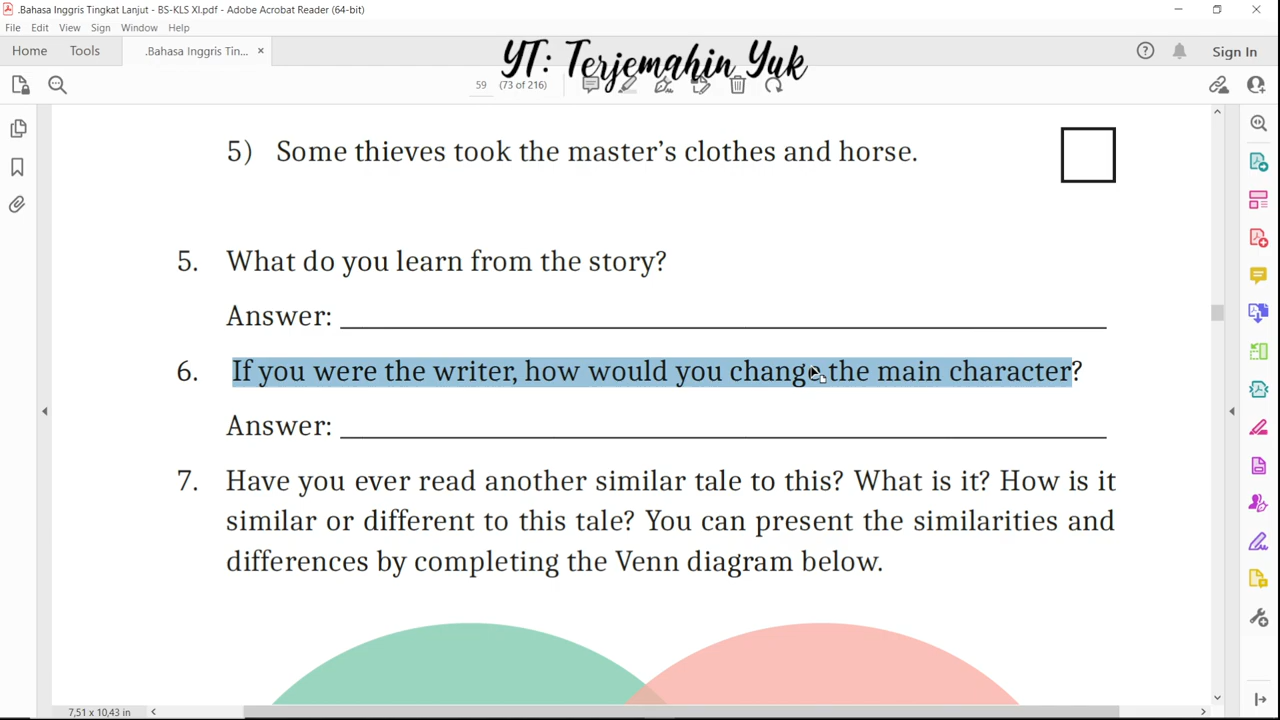 .Bahasa Inggris Tingkat Lanjut - BS-KLS XI.pdf - Adobe Acrobat Reader (64-bit)
File Edit View Sign Window Help
Home Tools .Bahasa Inggris Tin... × Sign In
YT: Terjemahin Yuk
59 (73 of 216)
5) Some thieves took the master’s clothes and horse.
5. What do you learn from the story?
Answer: ____
6. If you were the writer, how would you change the main character?
Answer: ____
7. Have you ever read another similar tale to this? What is it? How is it
similar or different to this tale? You can present the similarities and
differences by completing the Venn diagram below.
7,51 x 10,43 in